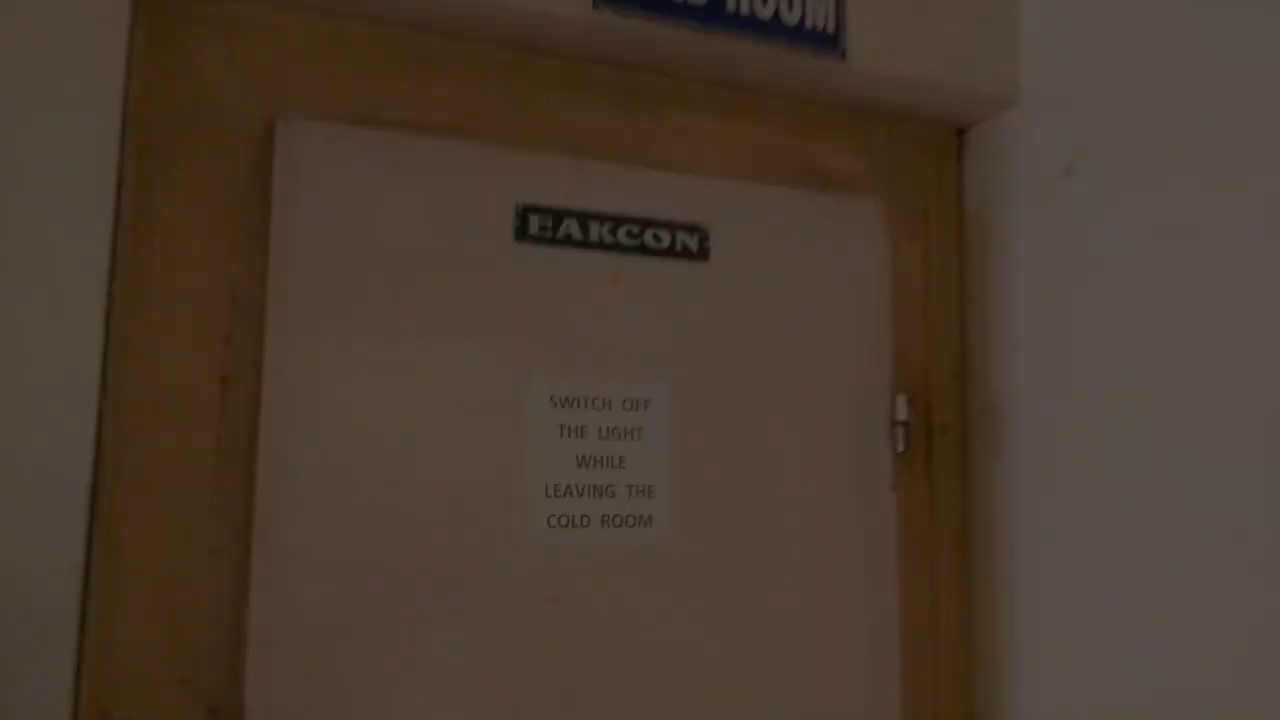 ROOM
EAKCON
SWITCH OFF
THE LIGHT
WHILE
LEAVING THE
COLD ROOM